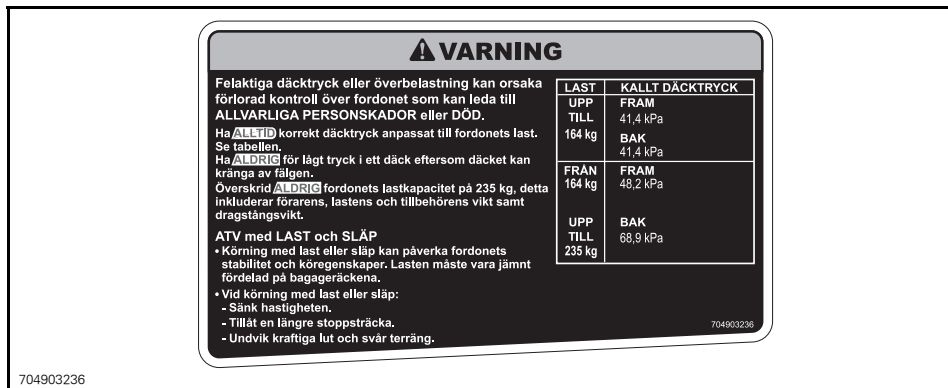 VARNING
Felaktiga däcktryck eller överbelastning kan orsaka
förlorad kontroll över fordonet som kan leda till
ALLVARLIGA PERSONSKADOR eller DÖD.
Ha ALLTID korrekt däcktryck anpassat till fordonets last.
Se tabellen.
Ha ALDRIG för lågt tryck i ett däck eftersom däcket kan
kränga av fälgen.
Överskrid ALDRIG fordonets lastkapacitet på 235 kg, detta
inkluderar förarens, lastens och tillbehörens vikt samt
dragstångsvikt.
ATV med LAST och SLÄP
• Körning med last eller släp kan påverka fordonets
stabilitet och köregenskaper. Lasten måste vara jämnt
fördelad på bagageräckena.
• Vid körning med last eller släp:
- Sänk hastigheten.
- Tillåt en längre stoppsträcka.
- Undvik kraftiga lut och svår terräng.
LAST KALLT DÄCKTRYCK
UPP FRAM
TILL 41,4 kPa
164 kg BAK
41,4 kPa
FRÅN FRAM
164 kg 48,2 kPa
UPP BAK
TILL 68,9 kPa
235 kg
704903236
704903236